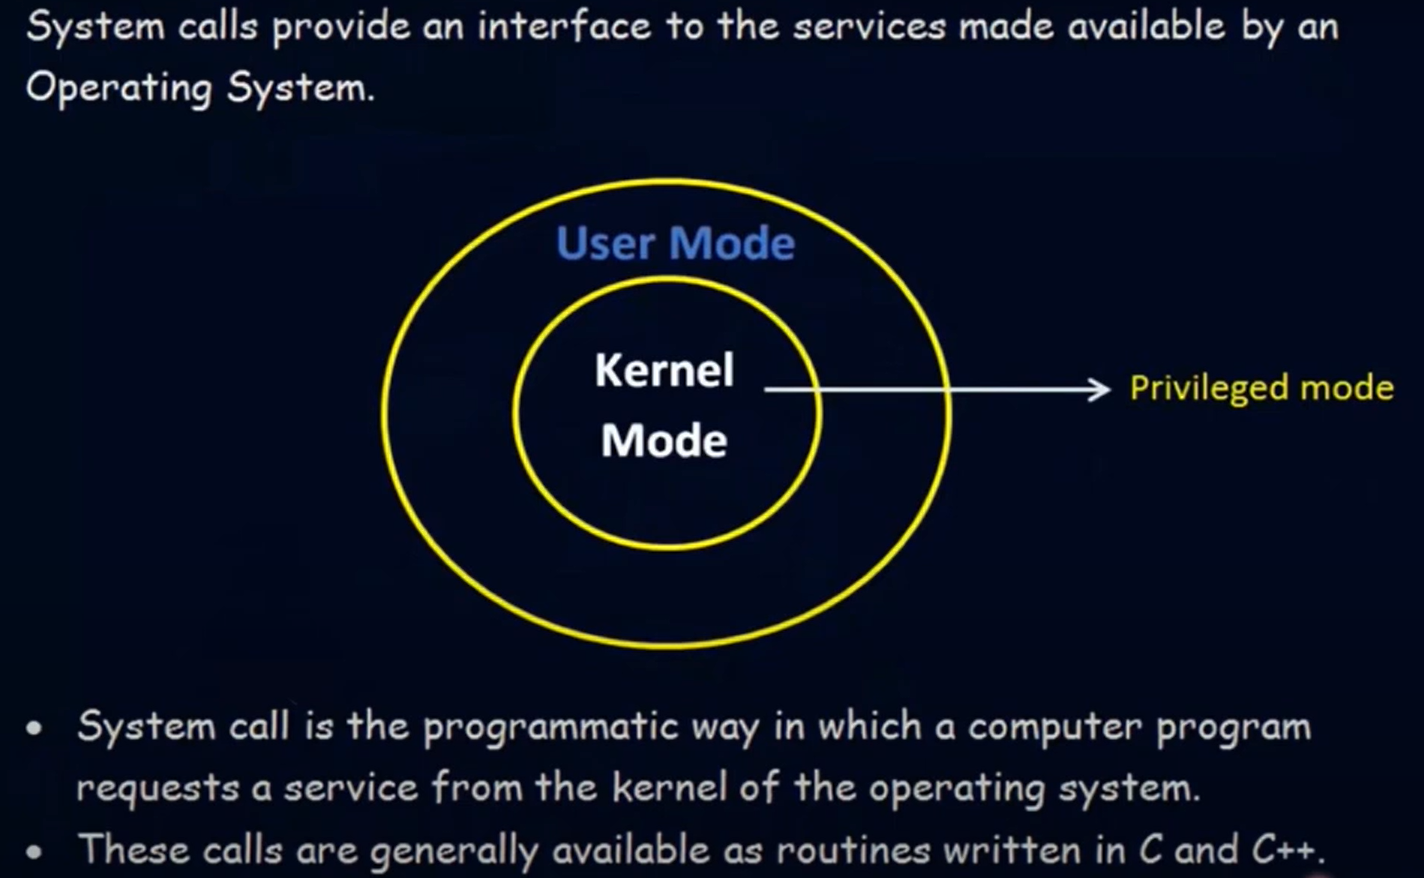 System calls provide an interface to the services made available by an
Operating System.
User Mode
Kernel
Mode
Privileged mode
• System call is the programmatic way in which a computer program
requests a service from the kernel of the operating system.
• These calls are generally available as routines written in C and C++.